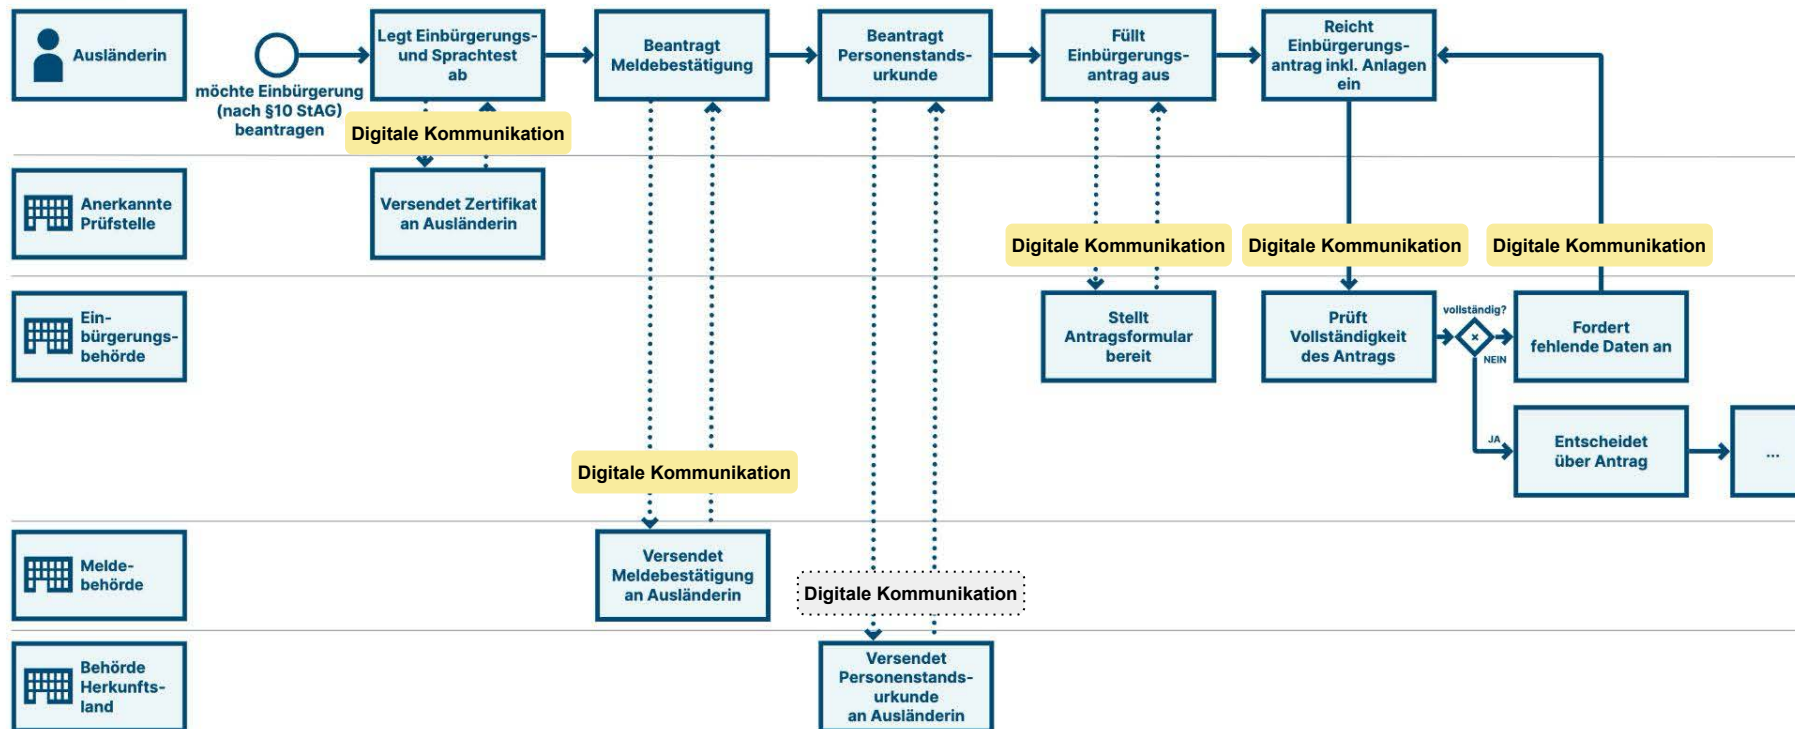 Ausländerin
möchte Einbürgerung
(nach §10 StAG)
beantragen
Legt Einbürgerungs-
und Sprachtest
ab
Beantragt
Meldebestätigung
Beantragt
Personenstands-
urkunde
Füllt
Einbürgerungs-
antrag aus
Reicht
Einbürgerungs-
antrag inkl. Anlagen
ein
Digitale Kommunikation
Anerkannte
Prüfstelle
Versendet Zertifikat
an Ausländerin
Digitale Kommunikation
Digitale Kommunikation
Digitale Kommunikation
Ein-
bürgerungs-
behörde
Stellt
Antragsformular
bereit
Prüft
Vollständigkeit
des Antrags
vollständig?
×
NEIN
Fordert
fehlende Daten an
JA
Entscheidet
über Antrag
...
Digitale Kommunikation
Melde-
behörde
Versendet
Meldebestätigung
an Ausländerin
Digitale Kommunikation
Behörde
Herkunfts-
land
Versendet
Personenstands-
urkunde
an Ausländerin